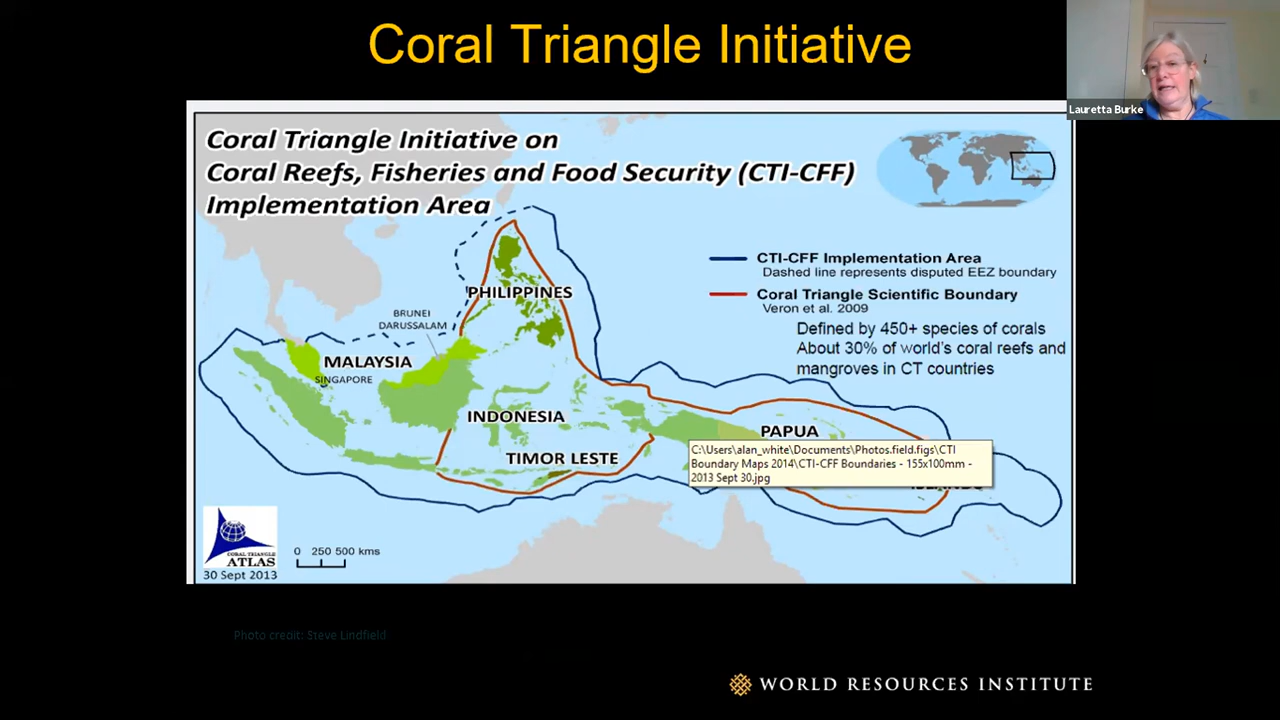 Coral Triangle Initiative
Lauretta Burke
Coral Triangle Initiative on
Coral Reefs, Fisheries and Food Security (CTI-CFF)
Implementation Area
CTI-CFF Implementation Area
Dashed line represents disputed EEZ boundary
Coral Triangle Scientific Boundary
Veron et al. 2009
Defined by 450+ species of corals
About 30% of world's coral reefs and
mangroves in CT countries
PHILIPPINES
BRUNEI
DARUSSALAM
MALAYSIA
SINGAPORE
INDONESIA
PAPUA
TIMOR LESTE
C:\Users\alan_white\Documents\Photos.field.figs\CTI
Boundary Maps 2014\CTI-CFF Boundaries - 155x100mm -
2013 Sept 30.jpg
CORAL TRIANGLE
ATLAS
30 Sept 2013
0 250 500 kms
Photo credit: Steve Lindfield
WORLD RESOURCES INSTITUTE